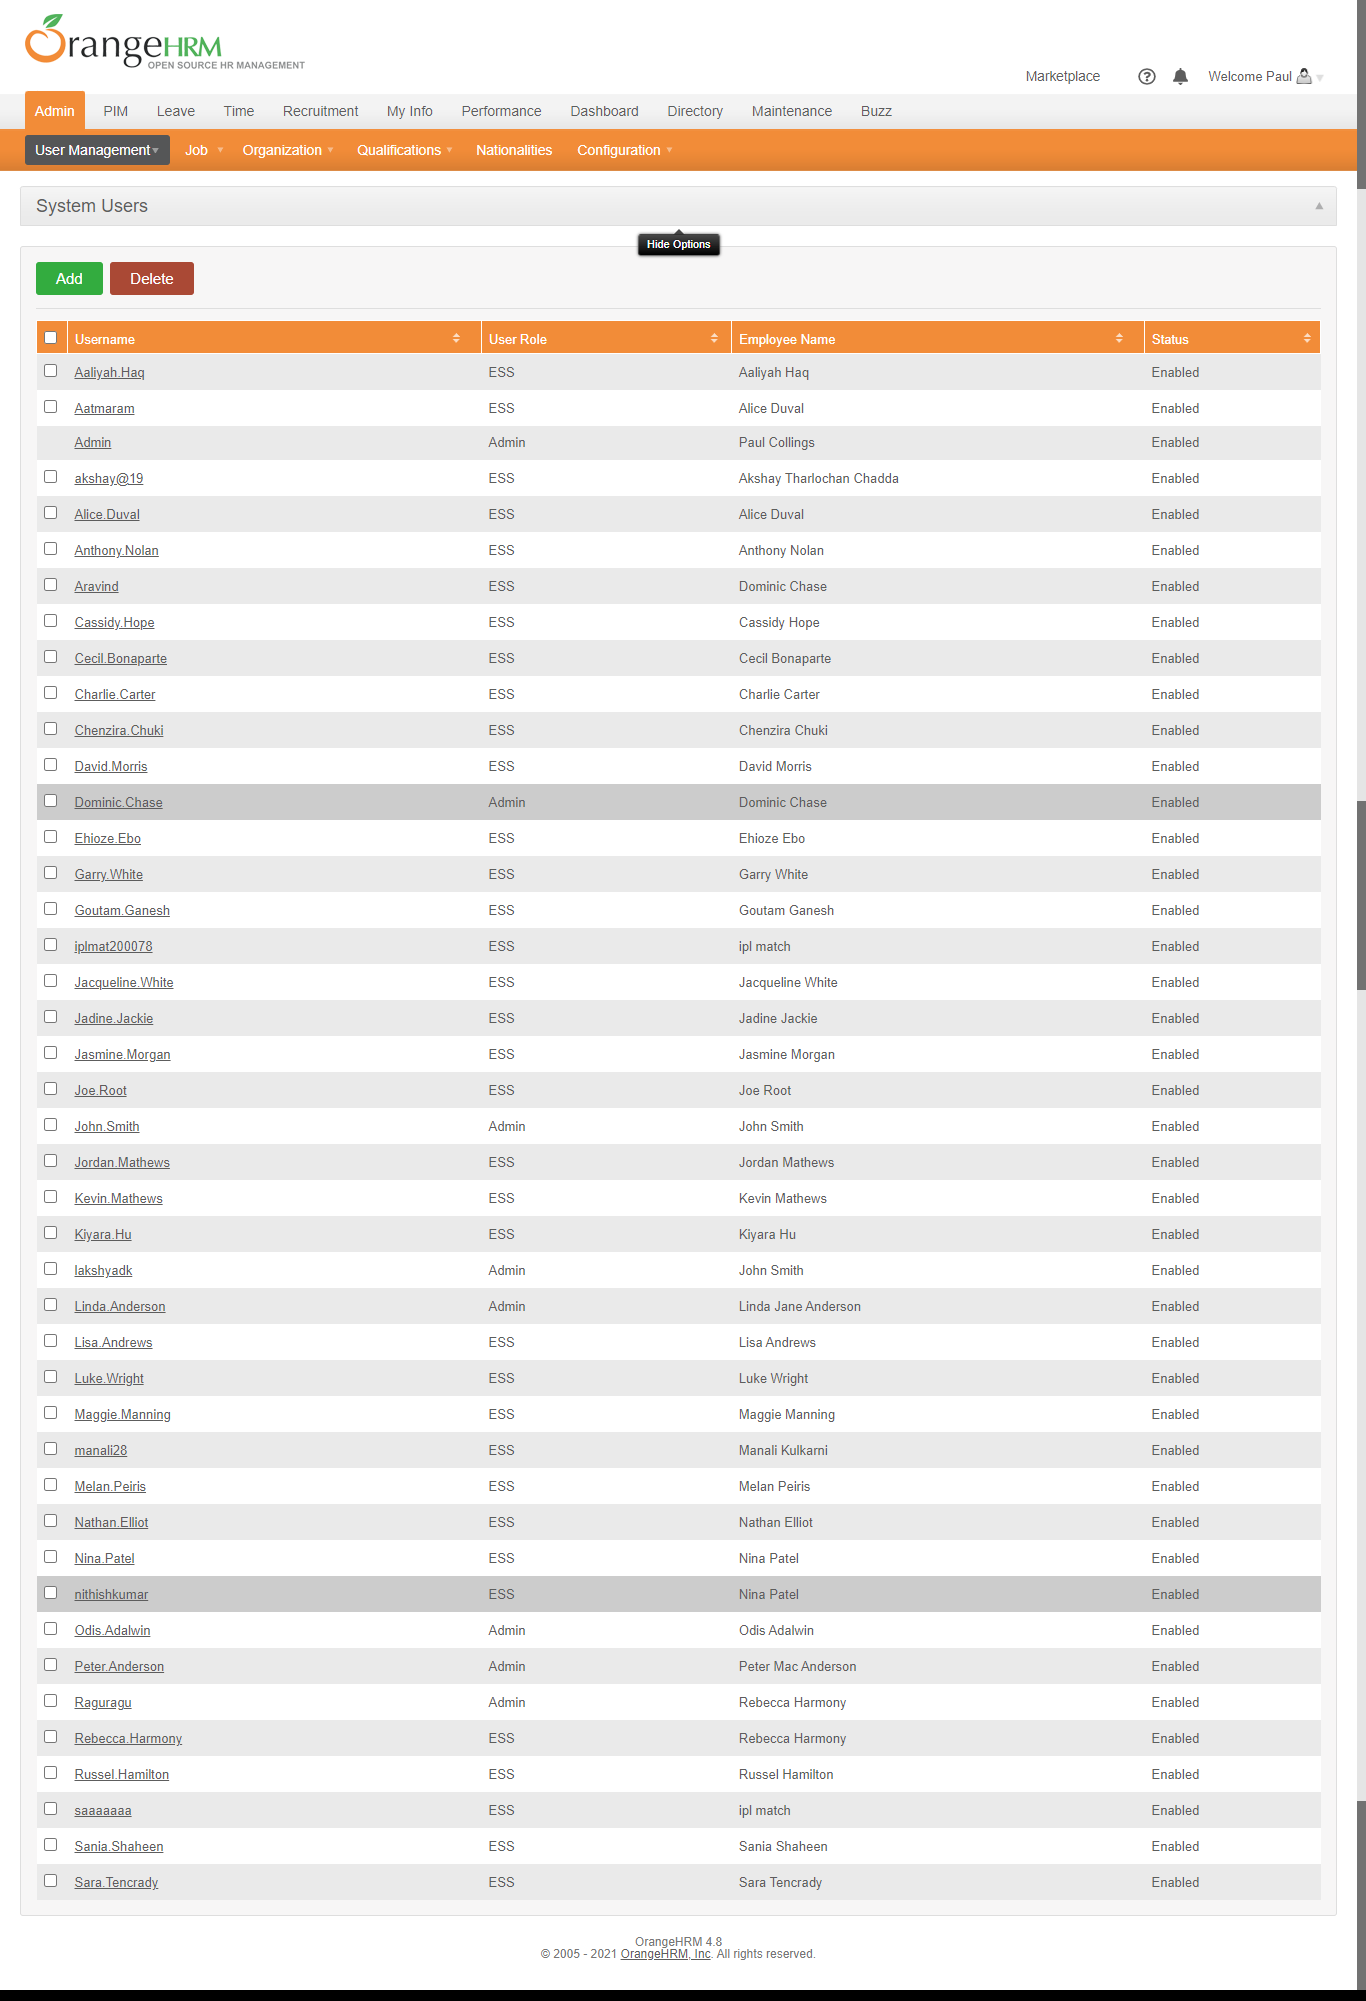 OrangeHRM
OPEN SOURCE HR MANAGEMENT
Marketplace Welcome Paul
Admin PIM Leave Time Recruitment My Info Performance Dashboard Directory Maintenance Buzz
User Management Job Organization Qualifications Nationalities Configuration
System Users
Hide Options
Add Delete
Username User Role Employee Name Status
Aaliyah.Haq ESS Aaliyah Haq Enabled
Aatmaram ESS Alice Duval Enabled
Admin Admin Paul Collings Enabled
akshay@19 ESS Akshay Tharlochan Chadda Enabled
Alice.Duval ESS Alice Duval Enabled
Anthony.Nolan ESS Anthony Nolan Enabled
Aravind ESS Dominic Chase Enabled
Cassidy.Hope ESS Cassidy Hope Enabled
Cecil.Bonaparte ESS Cecil Bonaparte Enabled
Charlie.Carter ESS Charlie Carter Enabled
Chenzira.Chuki ESS Chenzira Chuki Enabled
David.Morris ESS David Morris Enabled
Dominic.Chase Admin Dominic Chase Enabled
Ehioze.Ebo ESS Ehioze Ebo Enabled
Garry.White ESS Garry White Enabled
Goutam.Ganesh ESS Goutam Ganesh Enabled
iplmat200078 ESS ipl match Enabled
Jacqueline.White ESS Jacqueline White Enabled
Jadine.Jackie ESS Jadine Jackie Enabled
Jasmine.Morgan ESS Jasmine Morgan Enabled
Joe.Root ESS Joe Root Enabled
John.Smith Admin John Smith Enabled
Jordan.Mathews ESS Jordan Mathews Enabled
Kevin.Mathews ESS Kevin Mathews Enabled
Kiyara.Hu ESS Kiyara Hu Enabled
lakshyadk Admin John Smith Enabled
Linda.Anderson Admin Linda Jane Anderson Enabled
Lisa.Andrews ESS Lisa Andrews Enabled
Luke.Wright ESS Luke Wright Enabled
Maggie.Manning ESS Maggie Manning Enabled
manali28 ESS Manali Kulkarni Enabled
Melan.Peiris ESS Melan Peiris Enabled
Nathan.Elliot ESS Nathan Elliot Enabled
Nina.Patel ESS Nina Patel Enabled
nithishkumar ESS Nina Patel Enabled
Odis.Adalwin Admin Odis Adalwin Enabled
Peter.Anderson Admin Peter Mac Anderson Enabled
Raguragu Admin Rebecca Harmony Enabled
Rebecca.Harmony ESS Rebecca Harmony Enabled
Russel.Hamilton ESS Russel Hamilton Enabled
saaaaaaa ESS ipl match Enabled
Sania.Shaheen ESS Sania Shaheen Enabled
Sara.Tencrady ESS Sara Tencrady Enabled
OrangeHRM 4.8
© 2005 - 2021 OrangeHRM, Inc. All rights reserved.